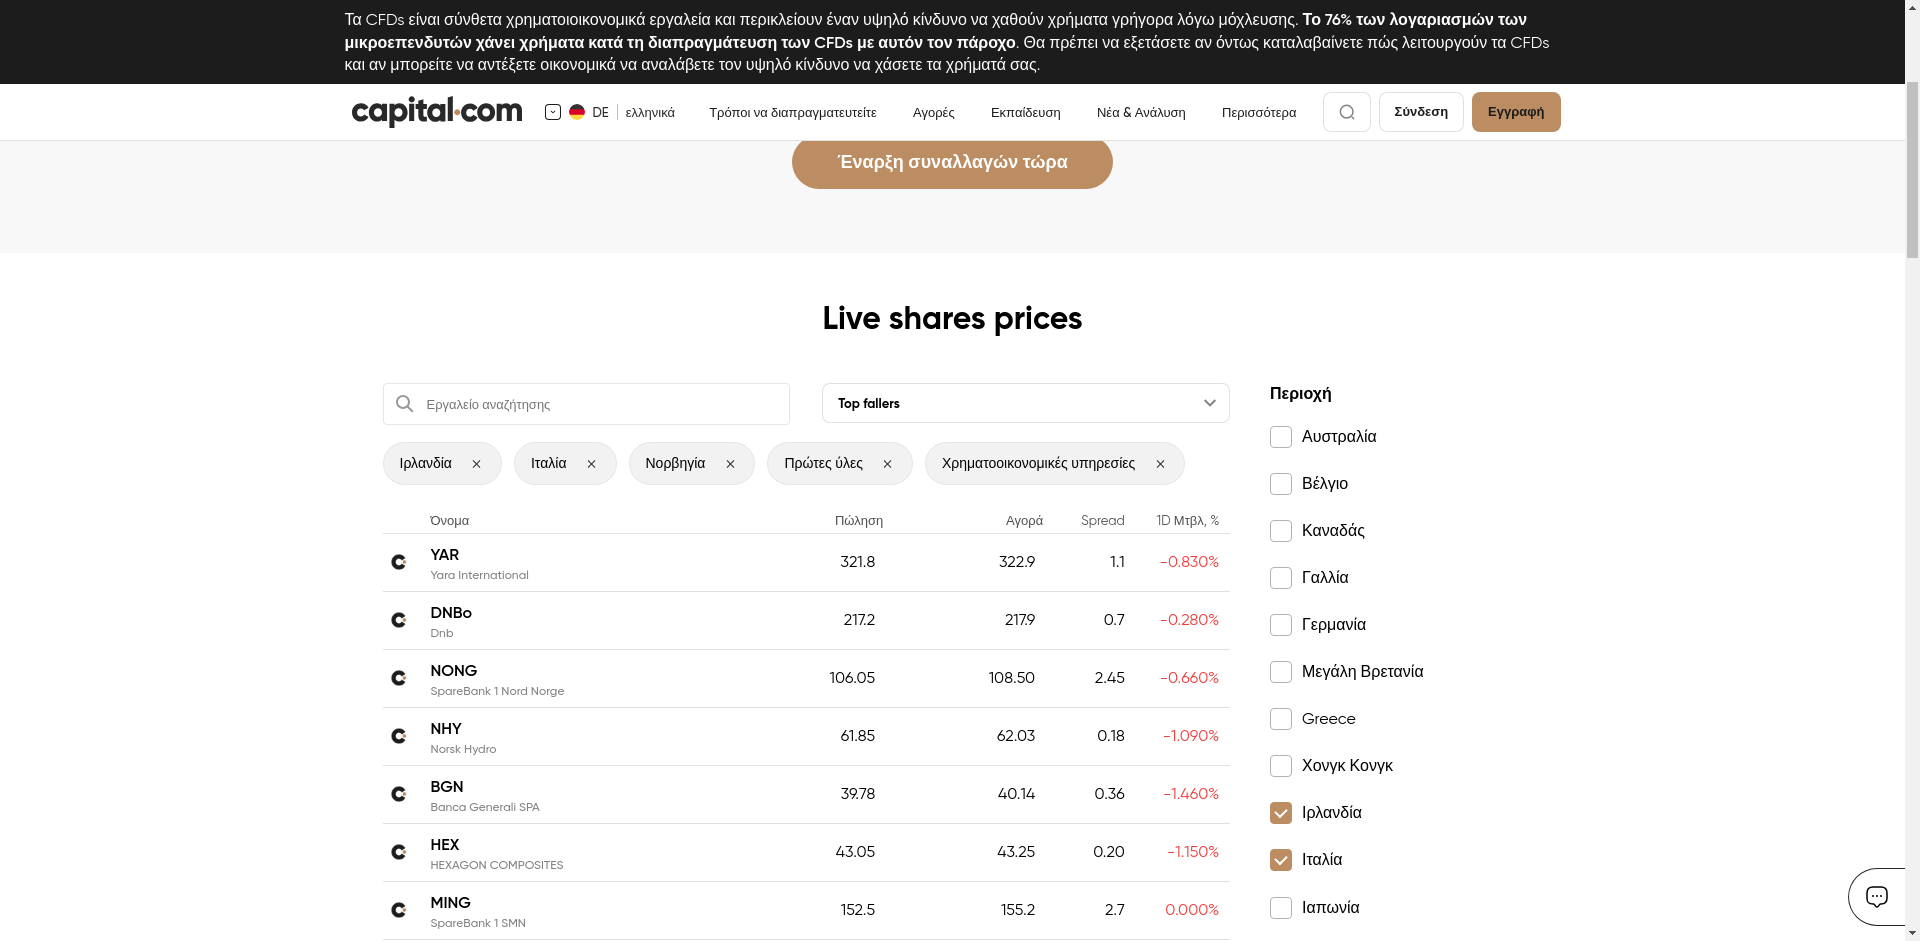 Τα CFDs είναι σύνθετα χρηματοιοικονομικά εργαλεία και περικλείουν έναν υψηλό κίνδυνο να χαθούν χρήματα γρήγορα λόγω μόχλευσης. Το 76% των λογαριασμών των
μικροεπενδυτών χάνει χρήματα κατά τη διαπραγμάτευση των CFDs με αυτόν τον πάροχο. Θα πρέπει να εξετάσετε αν όντως καταλαβαίνετε πώς λειτουργούν τα CFDs
και αν μπορείτε να αντέξετε οικονομικά να αναλάβετε τον υψηλό κίνδυνο να χάσετε τα χρήματά σας.
capital.com DE ελληνικά Τρόποι να διαπραγματευτείτε Αγορές Εκπαίδευση Νέα & Ανάλυση Περισσότερα Σύνδεση Εγγραφή
Έναρξη συναλλαγών τώρα
Live shares prices
Εργαλείο αναζήτησης Top fallers
Ιρλανδία Ιταλία Νορβηγία Πρώτες ύλες Χρηματοοικονομικές υπηρεσίες
Όνομα Πώληση Αγορά Spread 1D Μτβλ, %
YAR
Yara International
321.8 322.9 1.1 -0.830%
DNBo
Dnb
217.2 217.9 0.7 -0.280%
NONG
SpareBank 1 Nord Norge
106.05 108.50 2.45 -0.660%
NHY
Norsk Hydro
61.85 62.03 0.18 -1.090%
BGN
Banca Generali SPA
39.78 40.14 0.36 -1.460%
HEX
HEXAGON COMPOSITES
43.05 43.25 0.20 -1.150%
MING
SpareBank 1 SMN
152.5 155.2 2.7 0.000%
Περιοχή
Αυστραλία
Βέλγιο
Καναδάς
Γαλλία
Γερμανία
Μεγάλη Βρετανία
Greece
Χονγκ Κονγκ
Ιρλανδία
Ιταλία
Ιαπωνία